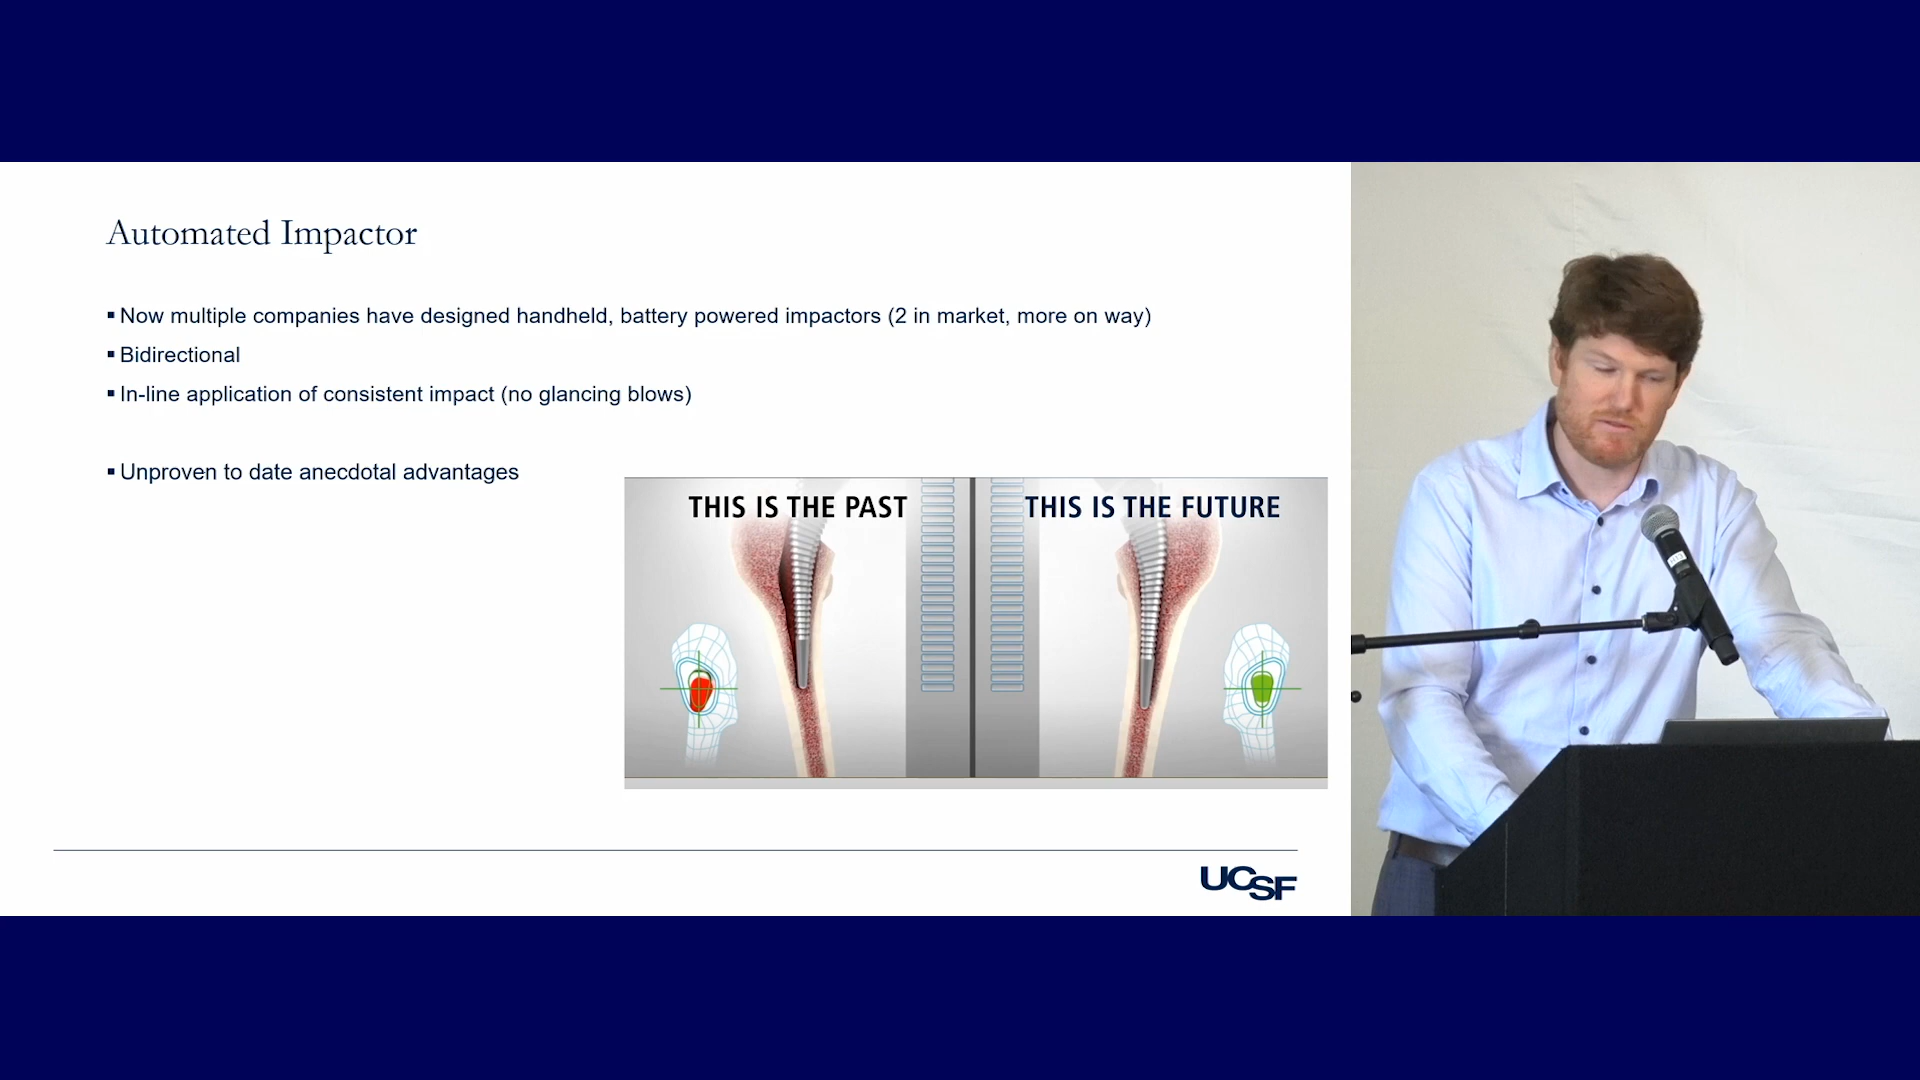 Automated Impactor
▪ Now multiple companies have designed handheld, battery powered impactors (2 in market, more on way)
▪ Bidirectional
▪ In-line application of consistent impact (no glancing blows)
▪ Unproven to date anecdotal advantages
THIS IS THE PAST
THIS IS THE FUTURE
UCSF